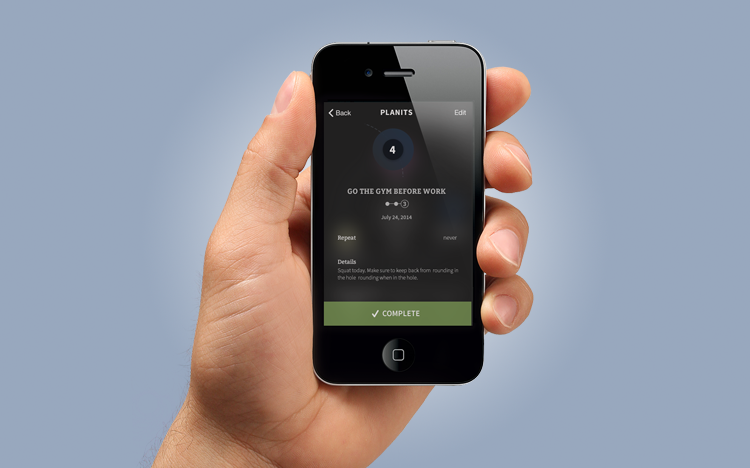 Back PLANITS Edit
4
GO THE GYM BEFORE WORK
3
July 24, 2014
Repeat never
Details
Squat today. Make sure to keep back from rounding in
the hole rounding when in the hole.
✓ COMPLETE